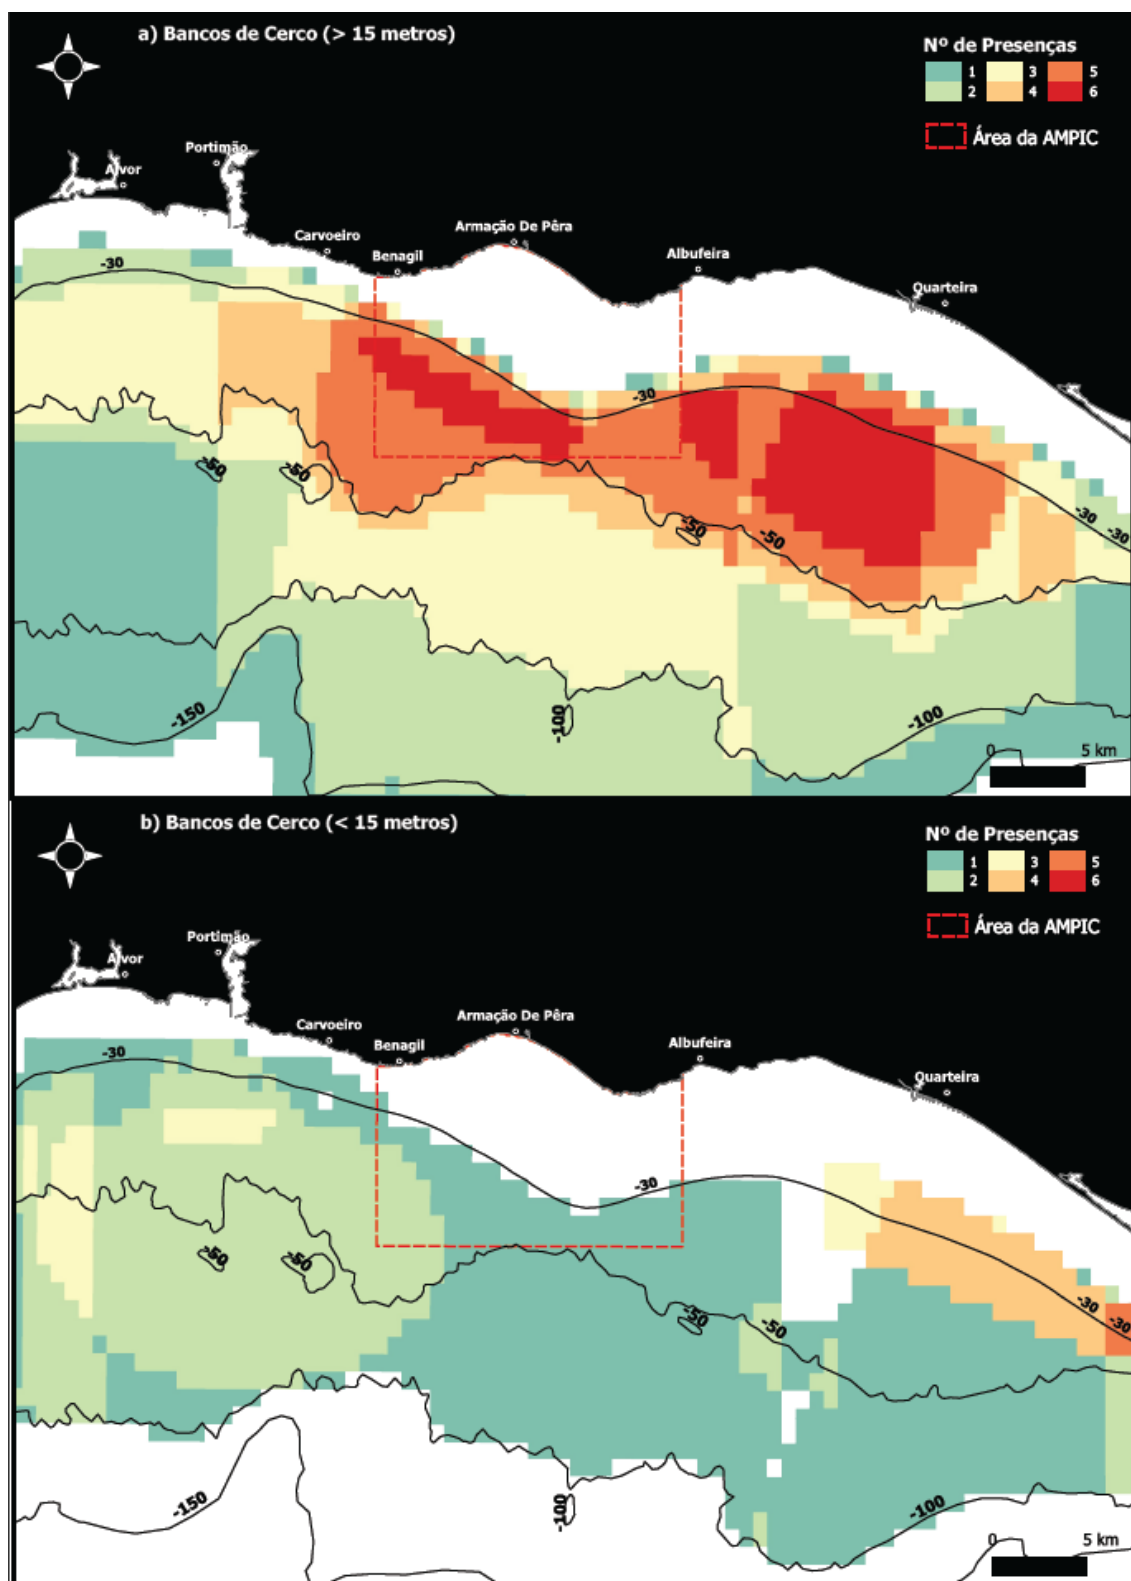 a) Bancos de Cerco (> 15 metros)
Nº de Presenças
1 3 5
2 4 6
Área da AMPIC
Portimão
Alvor
Carvoeiro
Armação De Pêra
Benagil
Albufeira
Quarteira
-30
-30
-30
-30
-50
-50
-50
-50
-150
-100
-100
0 5 km
b) Bancos de Cerco (< 15 metros)
Nº de Presenças
1 3 5
2 4 6
Área da AMPIC
Portimão
Alvor
Carvoeiro
Armação De Pêra
Benagil
Albufeira
Quarteira
-30
-30
-30
-30
-50
-50
-50
-50
-150
-100
-100
0 5 km